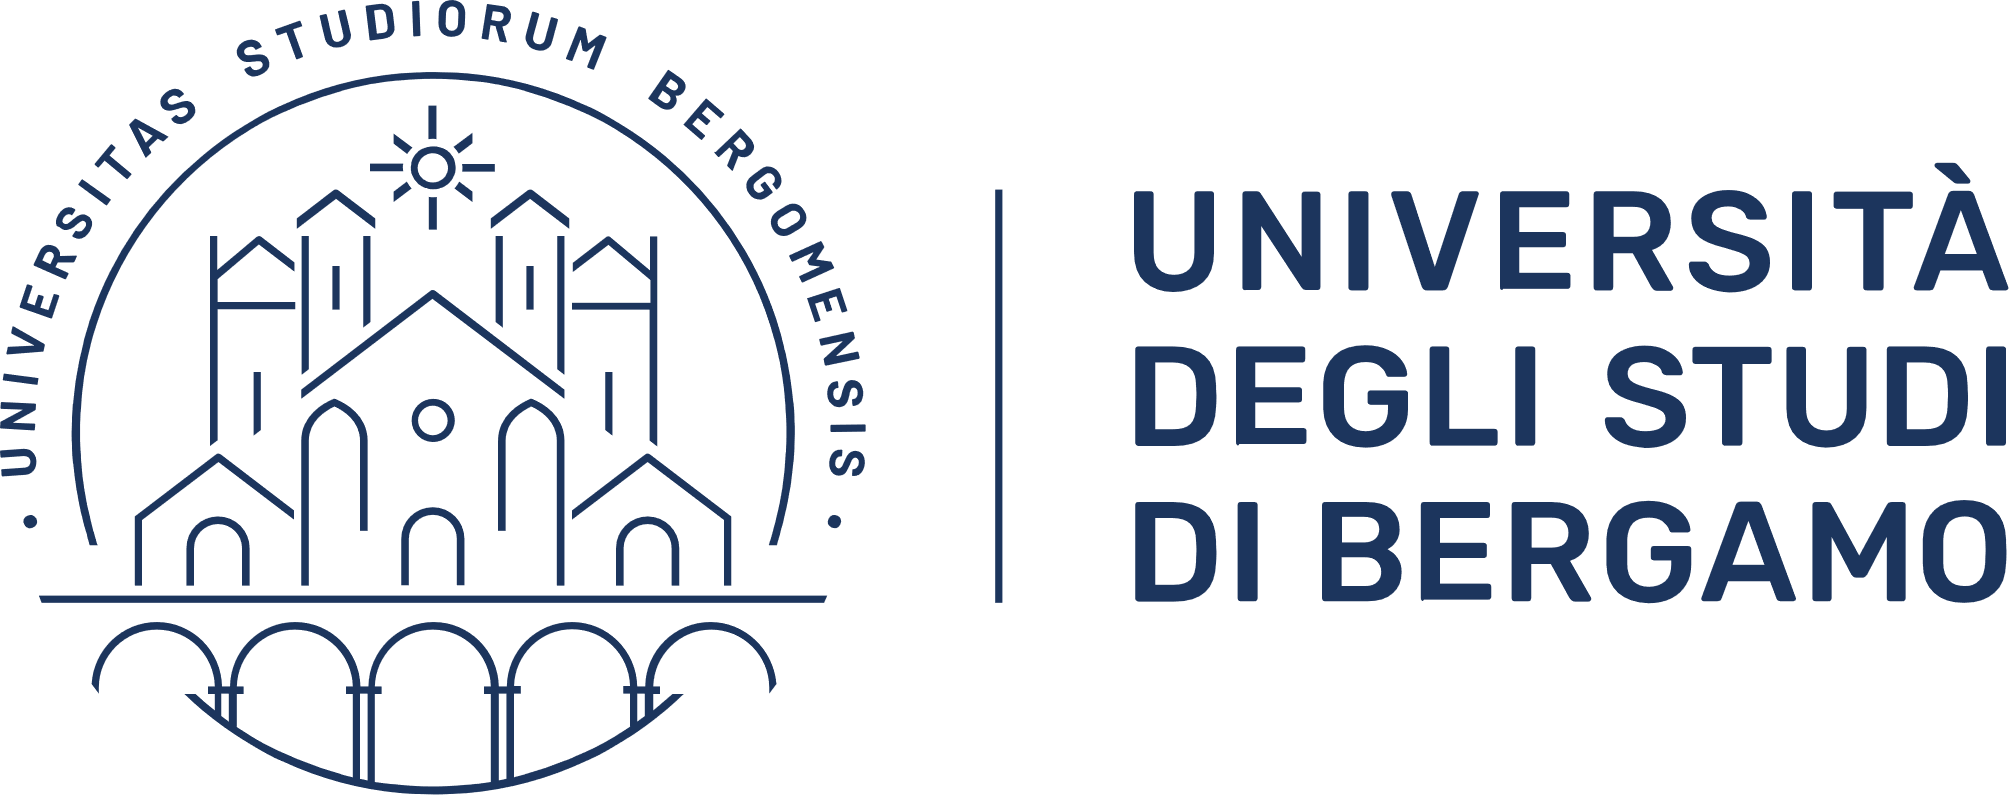 · UNIVERSITAS STUDIORUM BERGOMENSIS ·
UNIVERSITÀ
DEGLI STUDI
DI BERGAMO